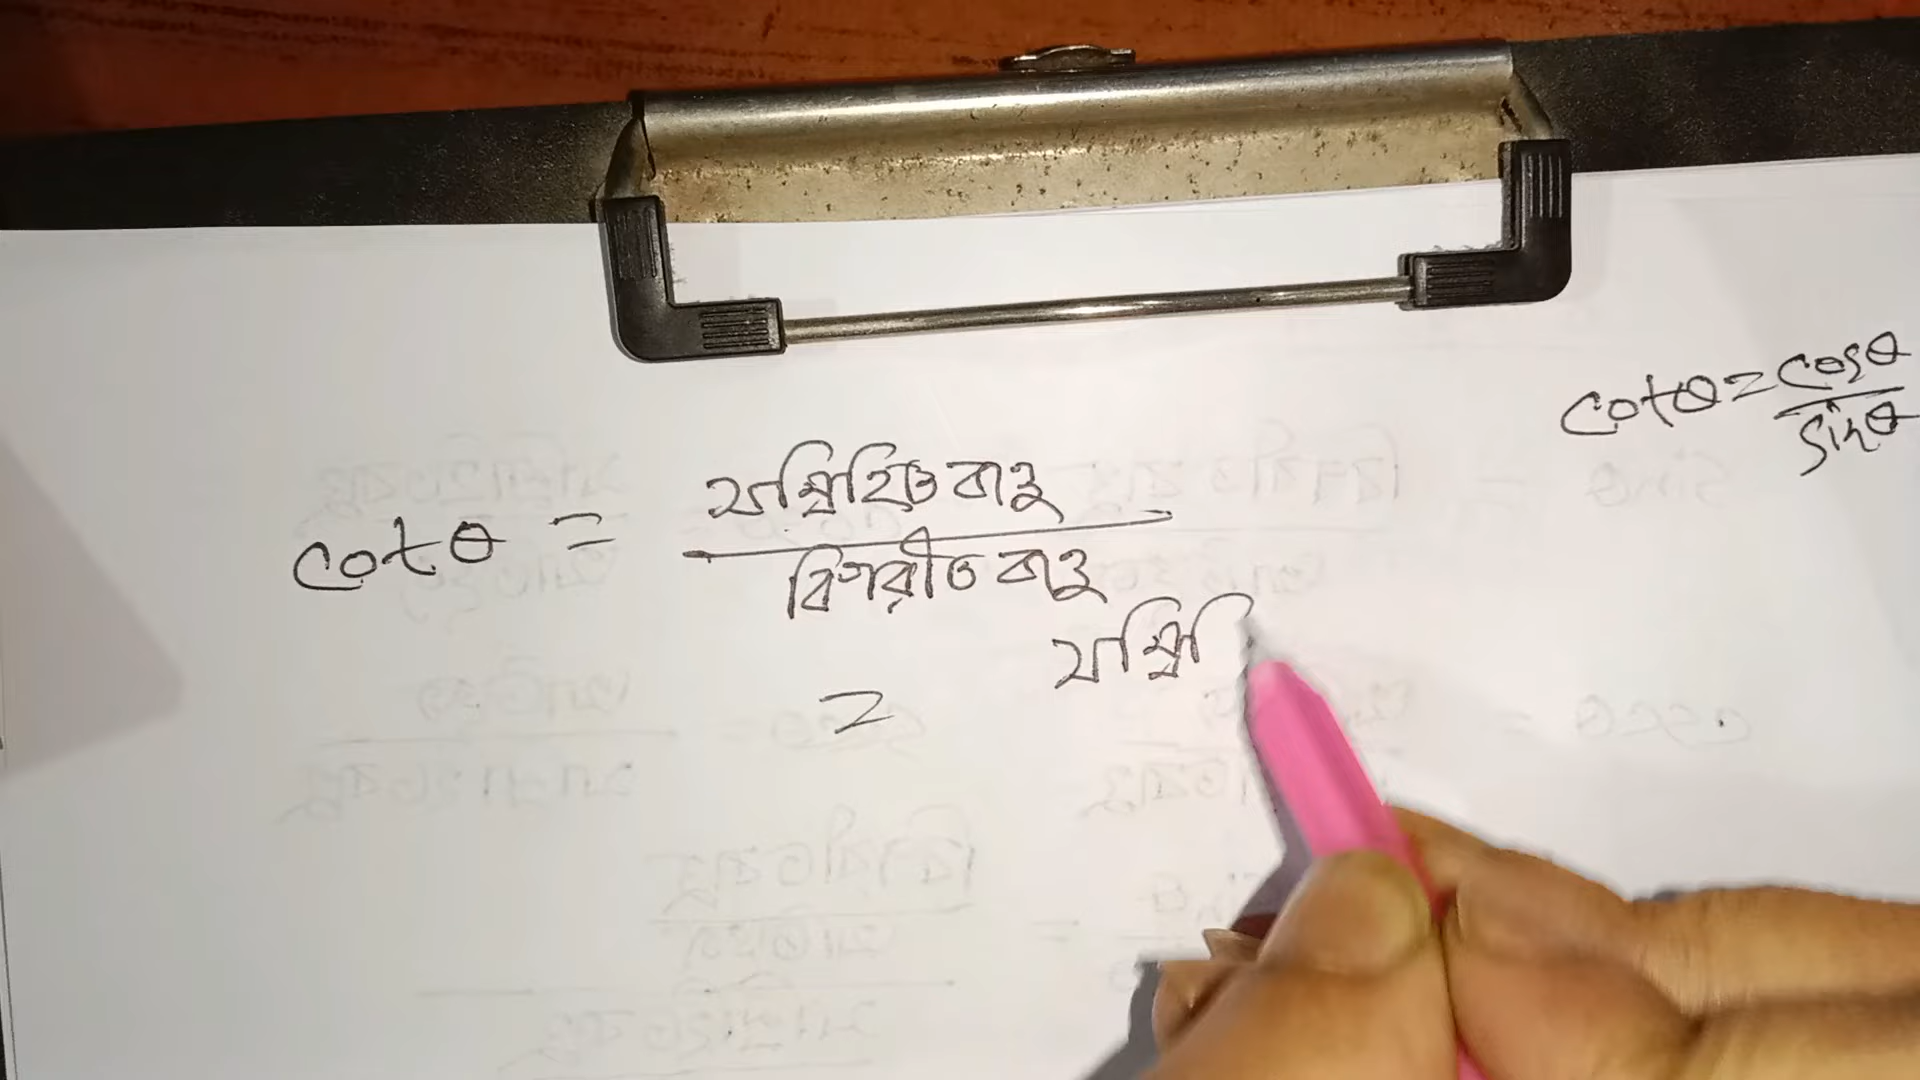 cotθ = cosθ / sinθ
cotθ = সন্নিহিত বাহু / বিপরীত বাহু
= সন্নি